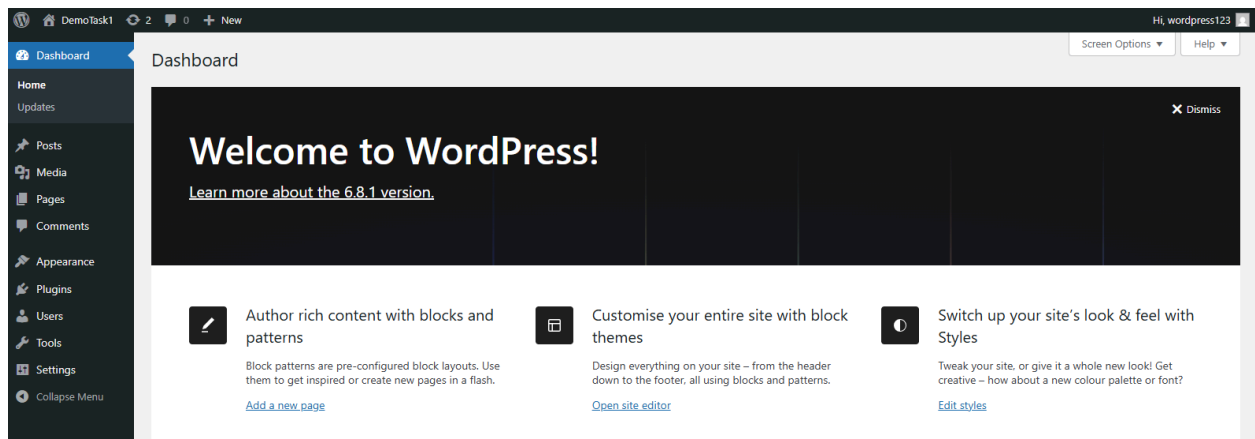 DemoTask1 2 0 + New Hi, wordpress123
Dashboard
Home
Updates
Posts
Media
Pages
Comments
Appearance
Plugins
Users
Tools
Settings
Collapse Menu
Screen Options ▼ Help ▼
Dashboard
Dismiss
Welcome to WordPress!
Learn more about the 6.8.1 version.
Author rich content with blocks and
patterns
Block patterns are pre-configured block layouts. Use
them to get inspired or create new pages in a flash.
Add a new page
Customise your entire site with block
themes
Design everything on your site – from the header
down to the footer, all using blocks and patterns.
Open site editor
Switch up your site’s look & feel with
Styles
Tweak your site, or give it a whole new look! Get
creative – how about a new colour palette or font?
Edit styles